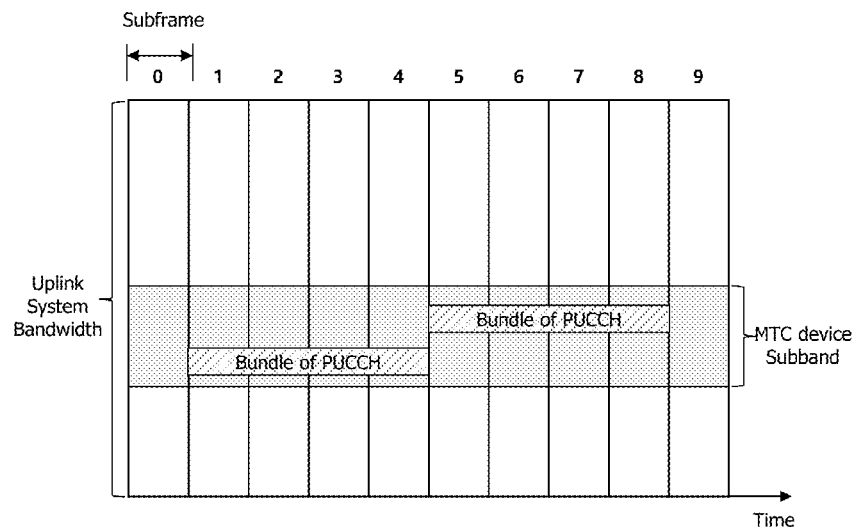 Subframe
0 1 2 3 4 5 6 7 8 9
Uplink
System
Bandwidth
Bundle of PUCCH
Bundle of PUCCH
MTC device
Subband
Time